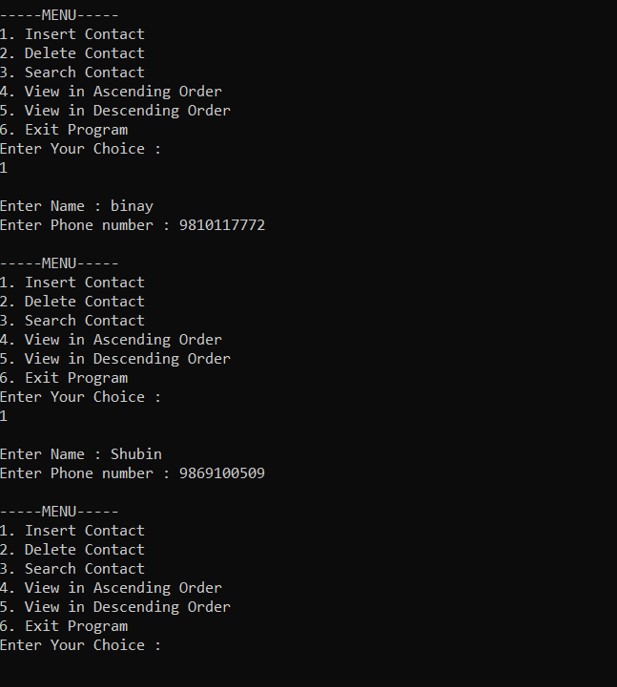 -----MENU-----
1. Insert Contact
2. Delete Contact
3. Search Contact
4. View in Ascending Order
5. View in Descending Order
6. Exit Program
Enter Your Choice :
1
Enter Name : binay
Enter Phone number : 9810117772
-----MENU-----
1. Insert Contact
2. Delete Contact
3. Search Contact
4. View in Ascending Order
5. View in Descending Order
6. Exit Program
Enter Your Choice :
1
Enter Name : Shubin
Enter Phone number : 9869100509
-----MENU-----
1. Insert Contact
2. Delete Contact
3. Search Contact
4. View in Ascending Order
5. View in Descending Order
6. Exit Program
Enter Your Choice :